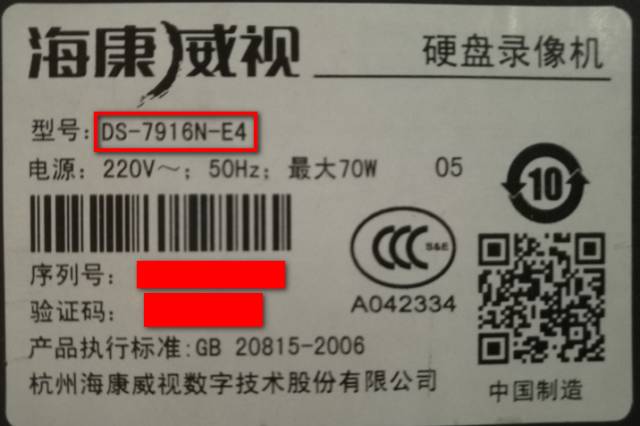 海康威视
硬盘录像机
型号: DS-7916N-E4
电源: 220V～; 50Hz; 最大70W 05
10
CCC S&E
序列号:
A042334
验证码:
产品执行标准:GB 20815-2006
杭州海康威视数字技术股份有限公司
中国制造